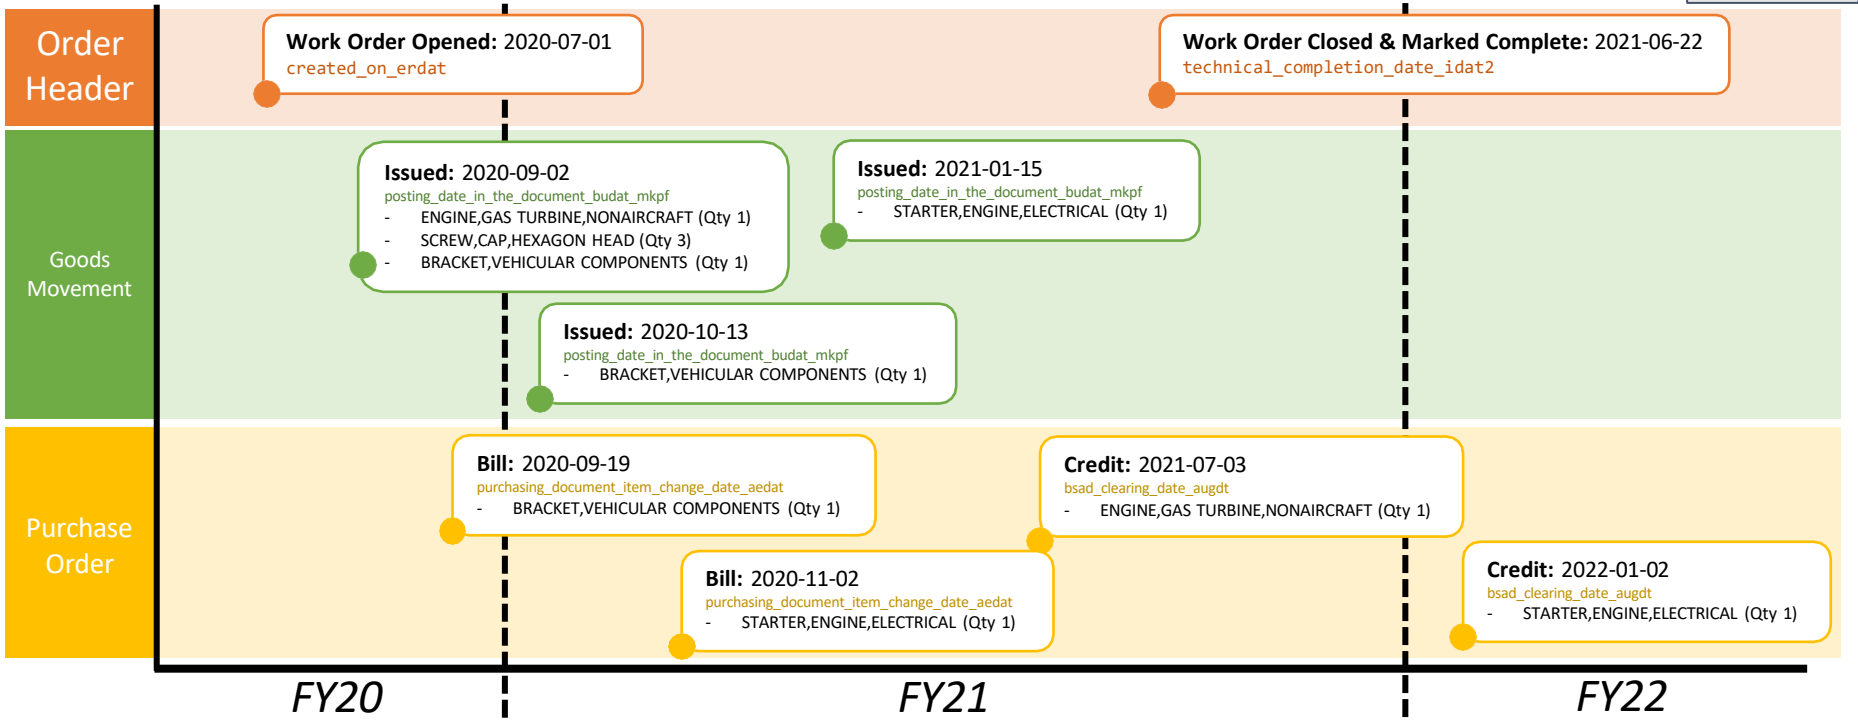 Order
Header
Work Order Opened: 2020-07-01
created_on_erdat
Work Order Closed & Marked Complete: 2021-06-22
technical_completion_date_idat2
Goods
Movement
Issued: 2020-09-02
posting_date_in_the_document_budat_mkpf
- ENGINE,GAS TURBINE,NONAIRCRAFT (Qty 1)
- SCREW,CAP,HEXAGON HEAD (Qty 3)
- BRACKET,VEHICULAR COMPONENTS (Qty 1)
Issued: 2021-01-15
posting_date_in_the_document_budat_mkpf
- STARTER,ENGINE,ELECTRICAL (Qty 1)
Issued: 2020-10-13
posting_date_in_the_document_budat_mkpf
- BRACKET,VEHICULAR COMPONENTS (Qty 1)
Purchase
Order
Bill: 2020-09-19
purchasing_document_item_change_date_aedat
- BRACKET,VEHICULAR COMPONENTS (Qty 1)
Credit: 2021-07-03
bsad_clearing_date_augdt
- ENGINE,GAS TURBINE,NONAIRCRAFT (Qty 1)
Bill: 2020-11-02
purchasing_document_item_change_date_aedat
- STARTER,ENGINE,ELECTRICAL (Qty 1)
Credit: 2022-01-02
bsad_clearing_date_augdt
- STARTER,ENGINE,ELECTRICAL (Qty 1)
FY20
FY21
FY22